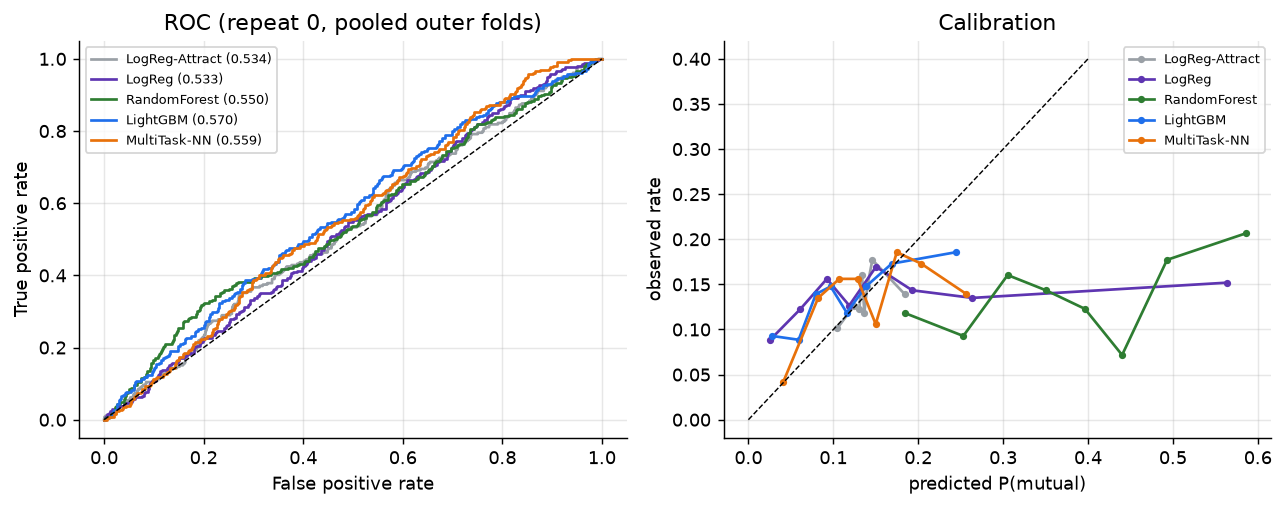 ROC (repeat 0, pooled outer folds)
LogReg-Attract (0.534)
LogReg (0.533)
RandomForest (0.550)
LightGBM (0.570)
MultiTask-NN (0.559)
True positive rate
1.0
0.8
0.6
0.4
0.2
0.0
0.0 0.2 0.4 0.6 0.8 1.0
False positive rate
Calibration
LogReg-Attract
LogReg
RandomForest
LightGBM
MultiTask-NN
observed rate
0.40
0.35
0.30
0.25
0.20
0.15
0.10
0.05
0.00
0.0 0.1 0.2 0.3 0.4 0.5 0.6
predicted P(mutual)